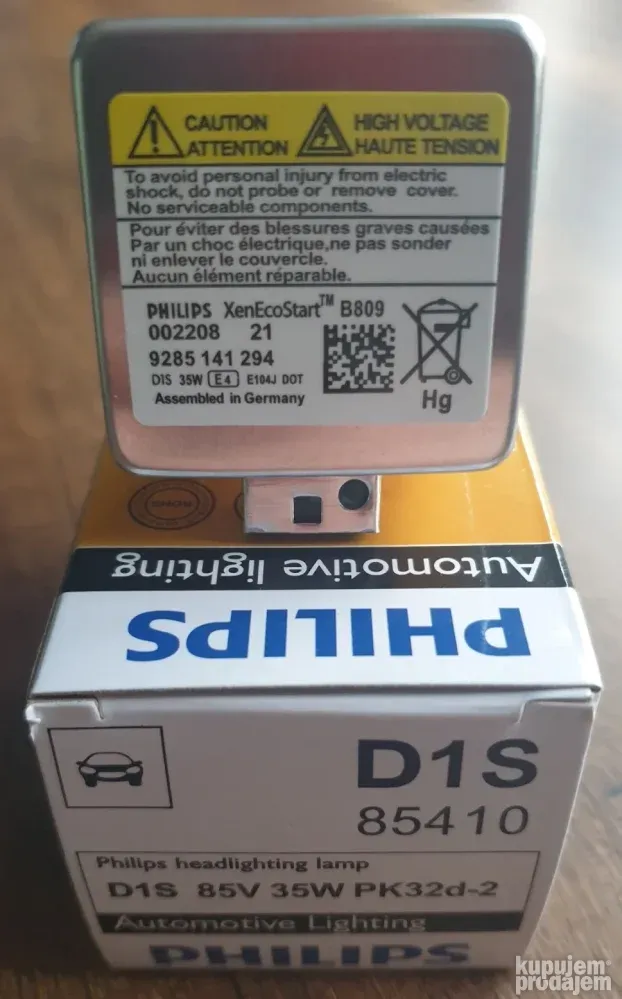 CAUTION
ATTENTION
HIGH VOLTAGE
HAUTE TENSION
To avoid personal injury from electric
shock, do not probe or remove cover.
No serviceable components.
Pour éviter des blessures graves causées
Par un choc électrique,ne pas sonder
ni enlever le couvercle.
Aucun élément réparable.
PHILIPS XenEcoStart™ B809
002208 21
9285 141 294
D1S 35W E4 E104J DOT
Assembled in Germany
Hg
Automotive lighting
PHILIPS
D1S
85410
Philips headlighting lamp
D1S 85V 35W PK32d-2
Automotive Lighting
PHILIPS
kupujem
prodajem